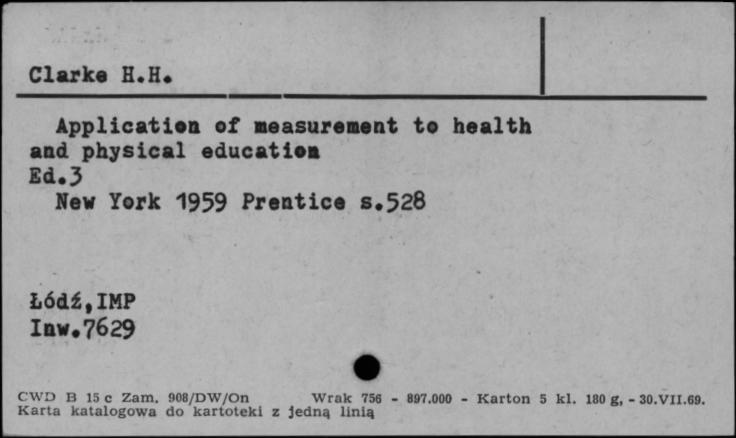 Clarke H.H.
Application of measurement to health
and physical education
Ed.3
New York 1959 Prentice s.528
Łódź,IMP
Inw.7629
CWD B 15 c Zam. 908/DW/On Wrak 756 - 897.000 - Karton 5 kl. 180 g, - 30.VII.69.
Karta katalogowa do kartoteki z jedną linią